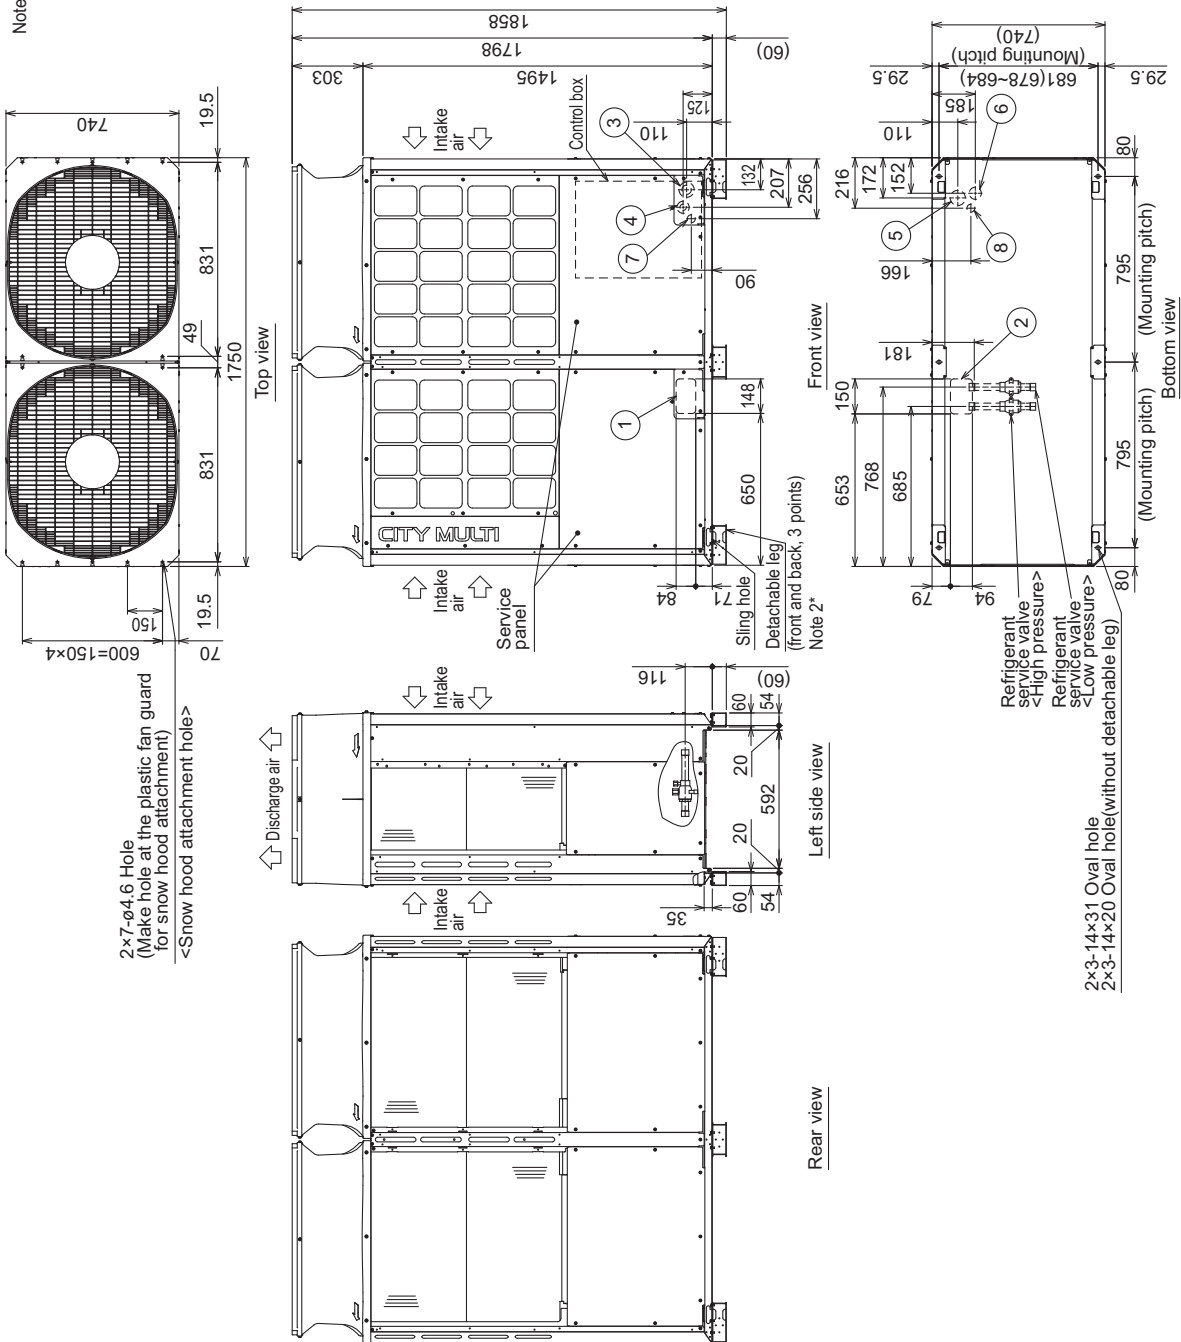 Note
740
19.5
831
49
1750
831
19.5
150
600=150×4
70
Top view
2×7-ø4.6 Hole
(Make hole at the plastic fan guard
for snow hood attachment)
<Snow hood attachment hole>
1858
1798
303
1495
(60)
Intake
air
Control box
125
110
3
4
7
132
207
256
90
1
148
650
CITY MULTI
Service
panel
Intake
air
84
71
Sling hole
Detachable leg
(front and back, 3 points)
Note 2*
Front view
Discharge air
Intake
air
Intake
air
116
(60)
60
54
20
592
20
60
54
35
Left side view
Rear view
(740)
(Mounting pitch)
681(678~684)
29.5
29.5
185
110
6
5
8
216
172
152
166
80
795
(Mounting pitch)
2
181
150
653
768
685
795
(Mounting pitch)
80
79
94
Refrigerant
service valve
<High pressure>
Refrigerant
service valve
<Low pressure>
2×3-14×31 Oval hole
2×3-14×20 Oval hole(without detachable leg)
Bottom view